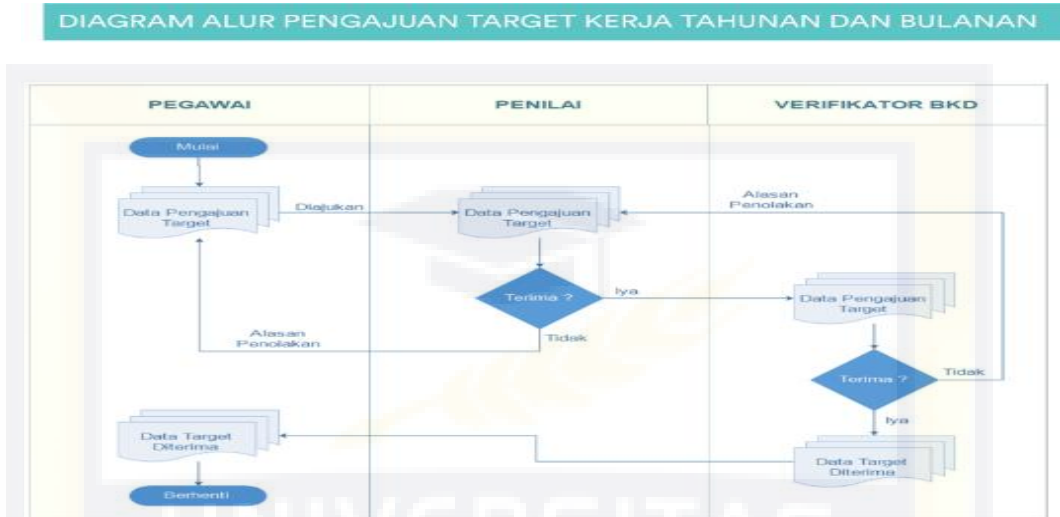 DIAGRAM ALUR PENGAJUAN TARGET KERJA TAHUNAN DAN BULANAN
PEGAWAI
PENILAI
VERIFIKATOR BKD
Mulai
Data Pengajuan
Target
Diajukan
Data Pengajuan
Target
Alasan
Penolakan
Terima ?
Iya
Tidak
Alasan
Penolakan
Data Pengajuan
Target
Terima ?
Tidak
Iya
Data Target
Diterima
Data Target
Diterima
Berhenti
UNIVERSITAS